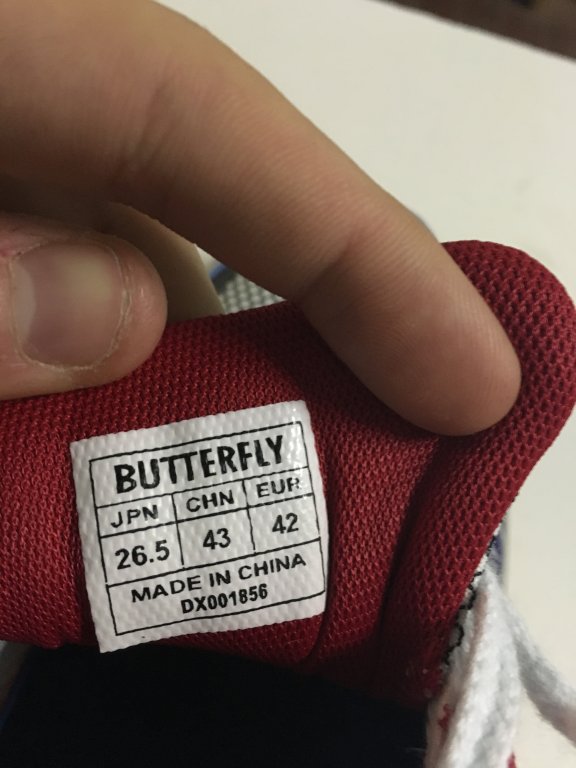 BUTTERFLY
JPN CHN EUR
26.5 43 42
MADE IN CHINA
DX001856